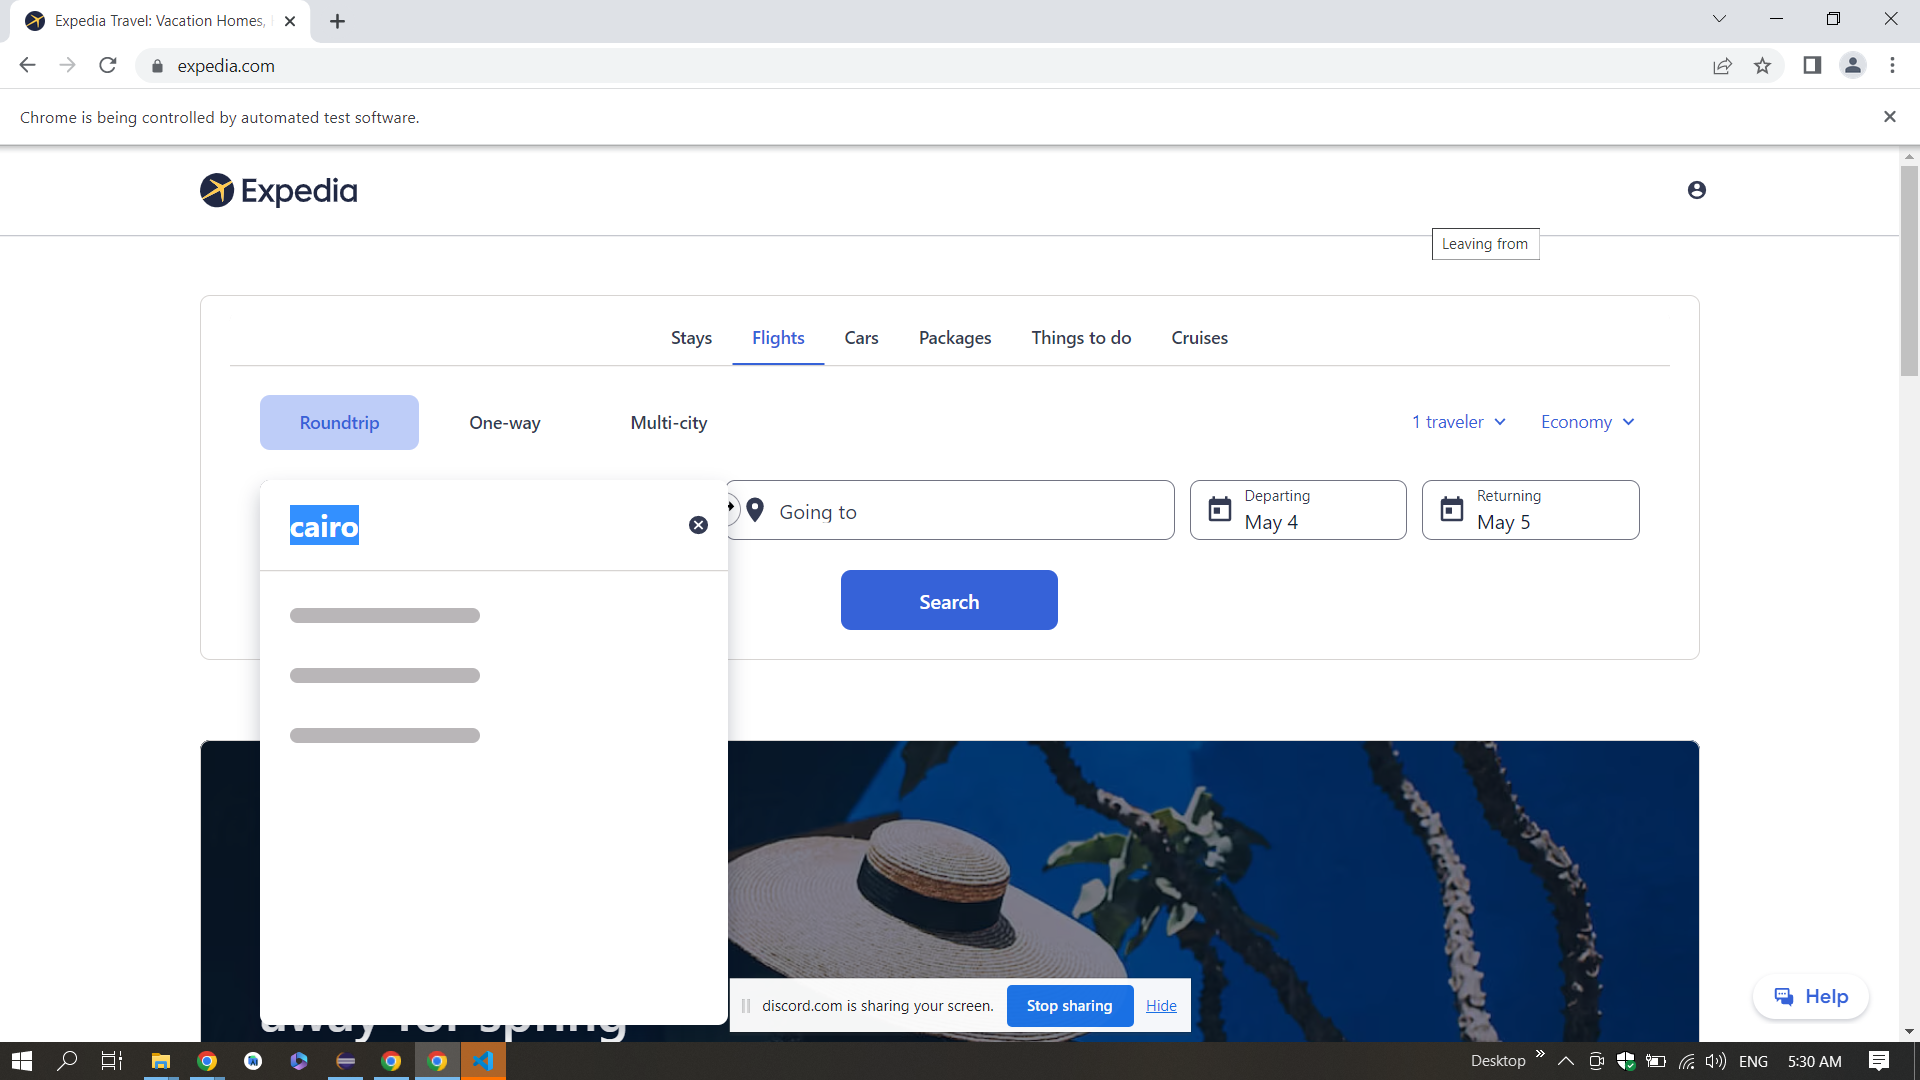 Expedia Travel: Vacation Homes,
expedia.com
Chrome is being controlled by automated test software.
Expedia
Leaving from
Stays Flights Cars Packages Things to do Cruises
Roundtrip One-way Multi-city 1 traveler Economy
cairo
Going to
Departing
May 4
Returning
May 5
Search
away for spring
discord.com is sharing your screen. Stop sharing Hide
Help
Desktop ENG 5:30 AM